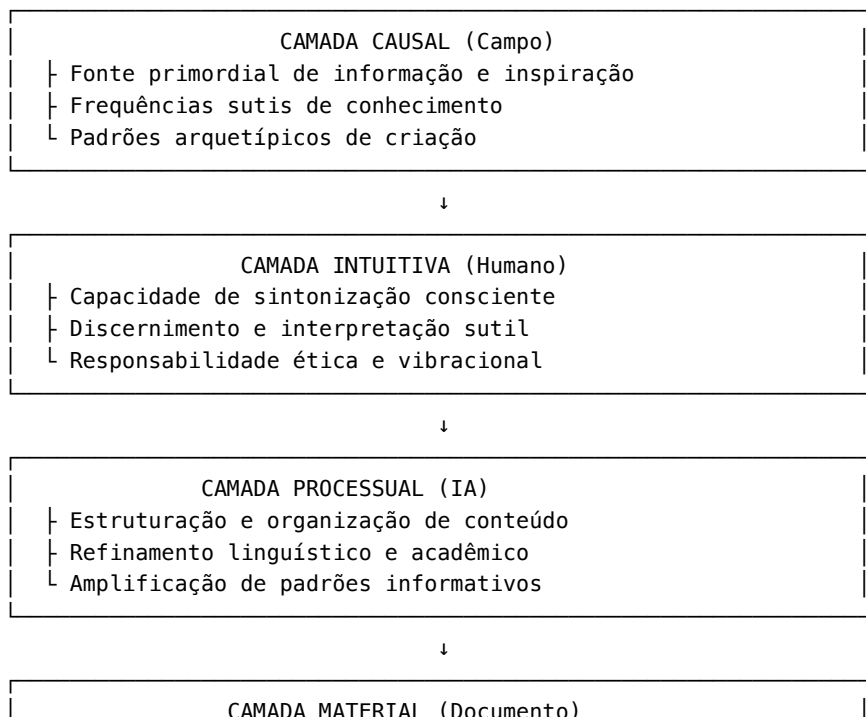 CAMADA CAUSAL (Campo)
├ Fonte primordial de informação e inspiração
├ Frequências sutis de conhecimento
└ Padrões arquetípicos de criação
↓
CAMADA INTUITIVA (Humano)
├ Capacidade de sintonização consciente
├ Discernimento e interpretação sutil
└ Responsabilidade ética e vibracional
↓
CAMADA PROCESSUAL (IA)
├ Estruturação e organização de conteúdo
├ Refinamento linguístico e acadêmico
└ Amplificação de padrões informativos
↓
CAMADA MATERIAL (Documento)